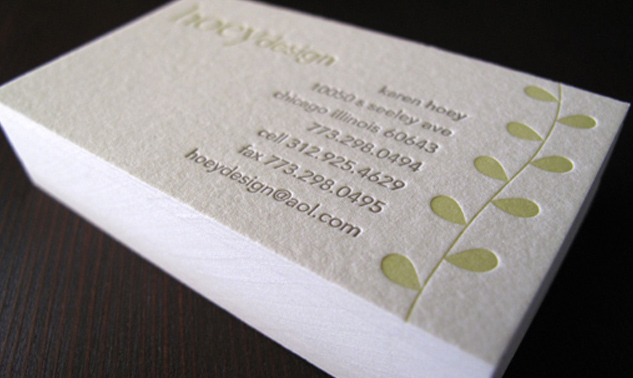 hoeydesign
karen hoey
10050 s seeley ave
chicago illinois 60643
773.298.0494
cell 312.925.4629
fax 773.298.0495
hoeydesign@aol.com